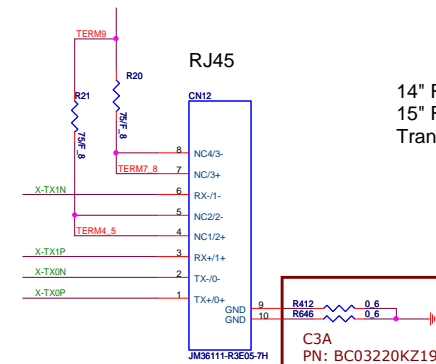 TERM9
RJ45
R20
R21
CN12
75/F_8
75/F_8
14"
15"
8 NC4/3-
TERM7_8 7 NC/3+
X-TX1N 6 RX-/1-
5 NC2/2-
TERM4_5 4 NC1/2+
X-TX1P 3 RX+/1+
X-TX0N 2 TX-/0-
X-TX0P 1 TX+/0+
GND 9 R412 0_6
GND 10 R646 0_6
JM36111-R3E05-7H
C3A
PN: BC03220KZ19